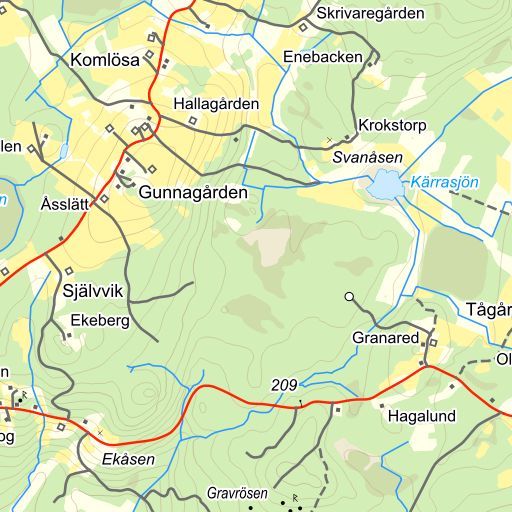 Skrivaregården
Komlösa
Enebacken
Hallagården
Krokstorp
len
Svanåsen
Kärrasjön
Gunnagården
Åsslätt
n
Självvik
Tågår
Ekeberg
Granared
Ol
n
209
Hagalund
og
Ekåsen
Gravrösen